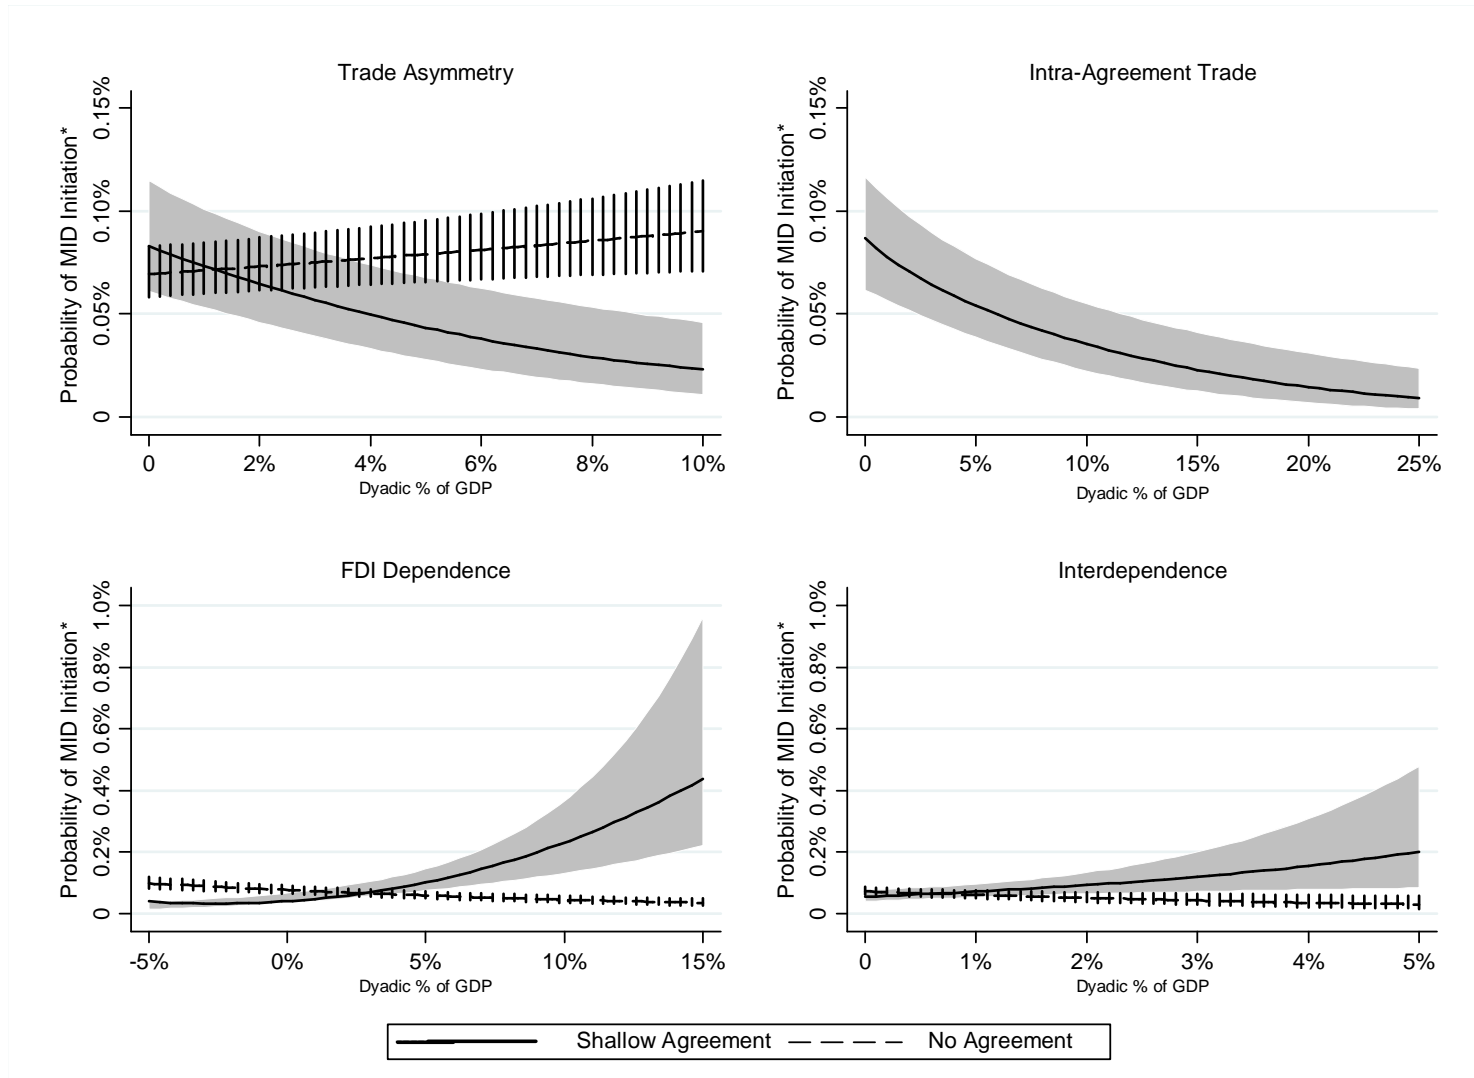 Trade Asymmetry
Probability of MID Initiation*
0.15%
0.10%
0.05%
0
0 2% 4% 6% 8% 10%
Dyadic % of GDP
Intra-Agreement Trade
Probability of MID Initiation*
0.15%
0.10%
0.05%
0
0 5% 10% 15% 20% 25%
Dyadic % of GDP
FDI Dependence
Probability of MID Initiation*
1.0%
0.8%
0.6%
0.4%
0.2%
0
-5% 0% 5% 10% 15%
Dyadic % of GDP
Interdependence
Probability of MID Initiation*
1.0%
0.8%
0.6%
0.4%
0.2%
0
0 1% 2% 3% 4% 5%
Dyadic % of GDP
Shallow Agreement No Agreement